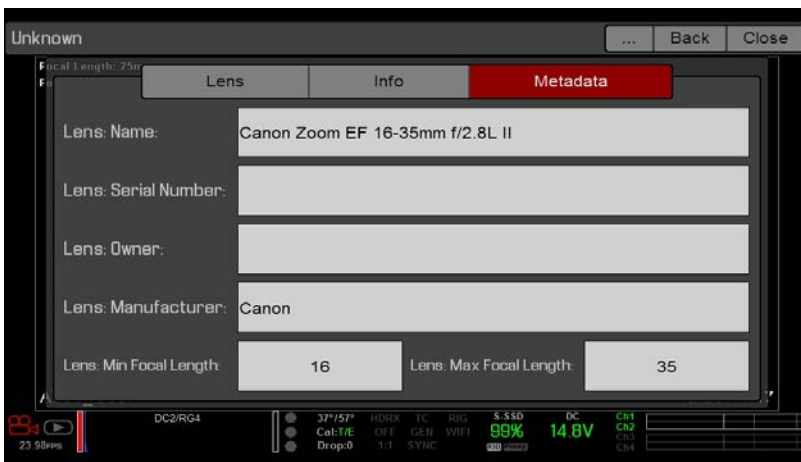 Unknown ... Back Close
Focal Length: 25m
Lens Info Metadata
Lens: Name: Canon Zoom EF 16-35mm f/2.8L II
Lens: Serial Number:
Lens: Owner:
Lens: Manufacturer: Canon
Lens: Min Focal Length: 16 Lens: Max Focal Length: 35
DC2/RG4 37°/57° HDRX TC RIG S-SSD DC Ch1
Cal:T/E OFF GEN WIFI 99% 14.8V Ch2
23.98FPS Drop:0 1:1 SYNC Ch3
Ch4